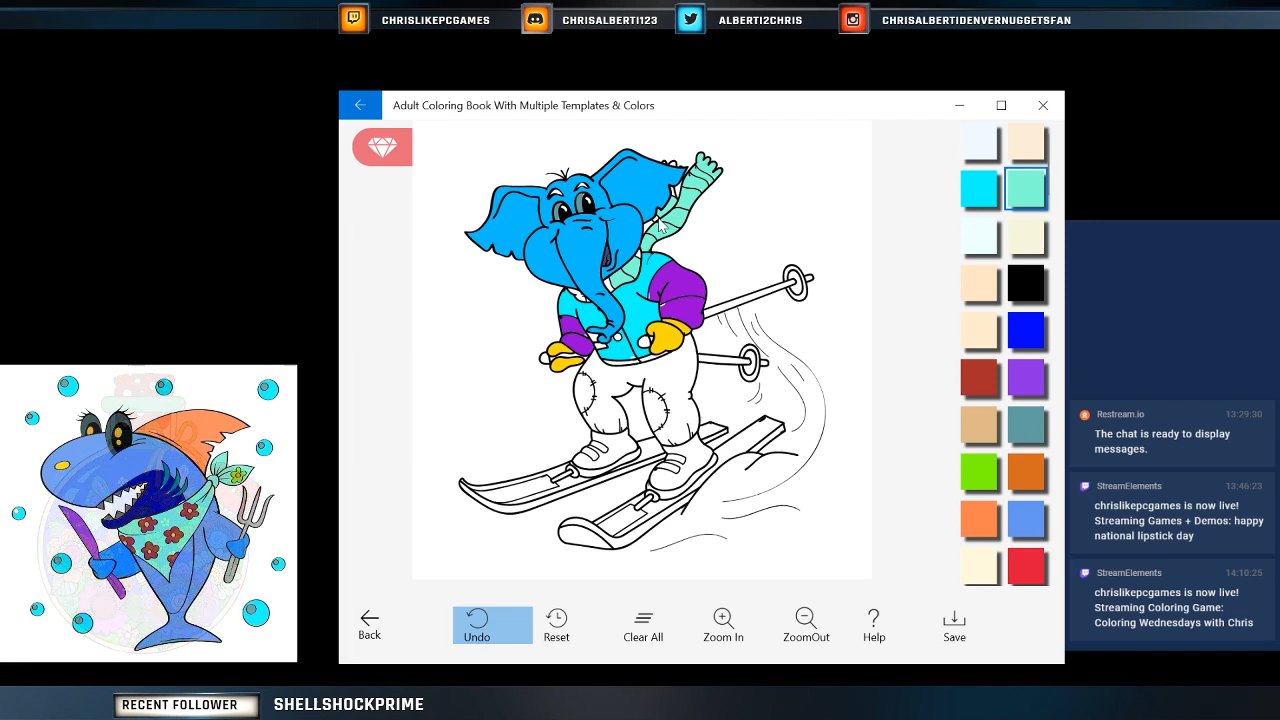 CHRISLIKEPCGAMES
CHRISALBERTI123
ALBERTI2CHRIS
CHRISALBERTIDENVERNUGGETSFAN
Adult Coloring Book With Multiple Templates & Colors
Restream.io 13:29:30
The chat is ready to display
messages.
StreamElements 13:46:23
chrislikepcgames is now live!
Streaming Games + Demos: happy
national lipstick day
StreamElements 14:10:25
chrislikepcgames is now live!
Streaming Coloring Game:
Coloring Wednesdays with Chris
Back
Undo
Reset
Clear All
Zoom In
ZoomOut
Help
Save
RECENT FOLLOWER SHELLSHOCKPRIME